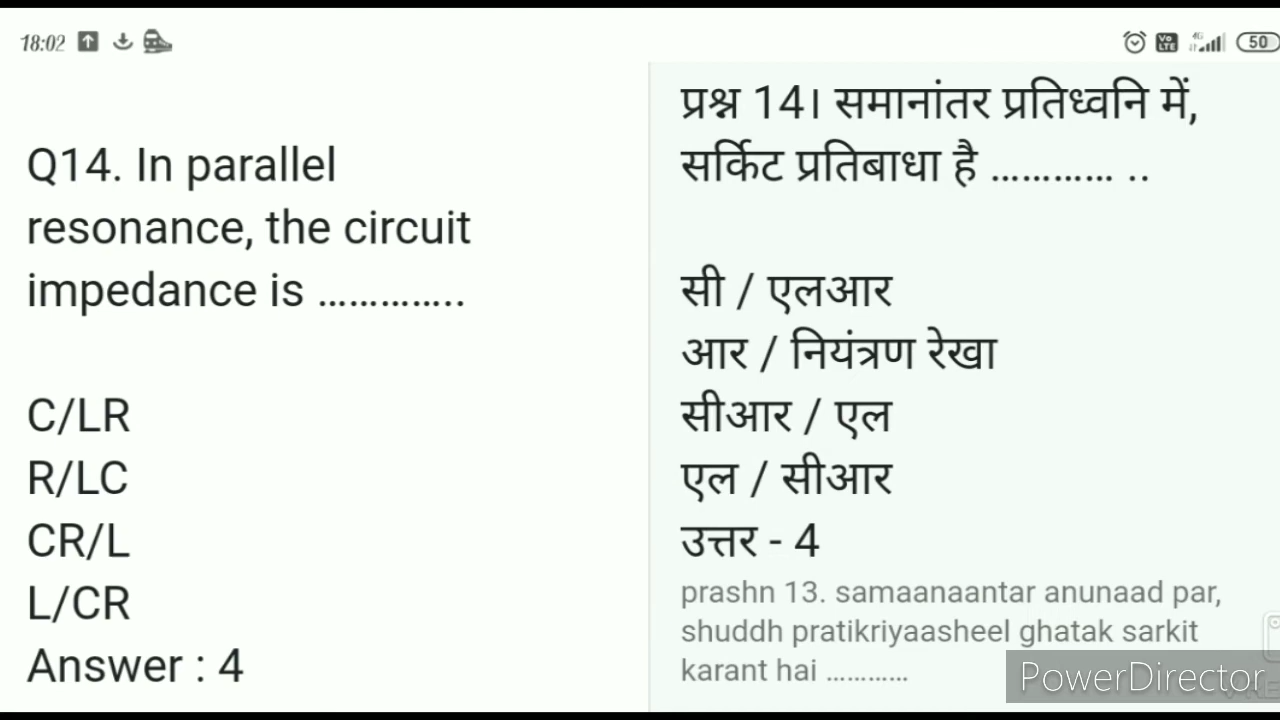 18:02
VoLTE 4G 50
Q14. In parallel
resonance, the circuit
impedance is …………..
C/LR
R/LC
CR/L
L/CR
Answer : 4
प्रश्न 14। समानांतर प्रतिध्वनि में,
सर्किट प्रतिबाधा है ………… ..
सी / एलआर
आर / नियंत्रण रेखा
सीआर / एल
एल / सीआर
उत्तर - 4
prashn 13. samaanaantar anunaad par,
shuddh pratikriyaasheel ghatak sarkit
karant hai …………
PowerDirector